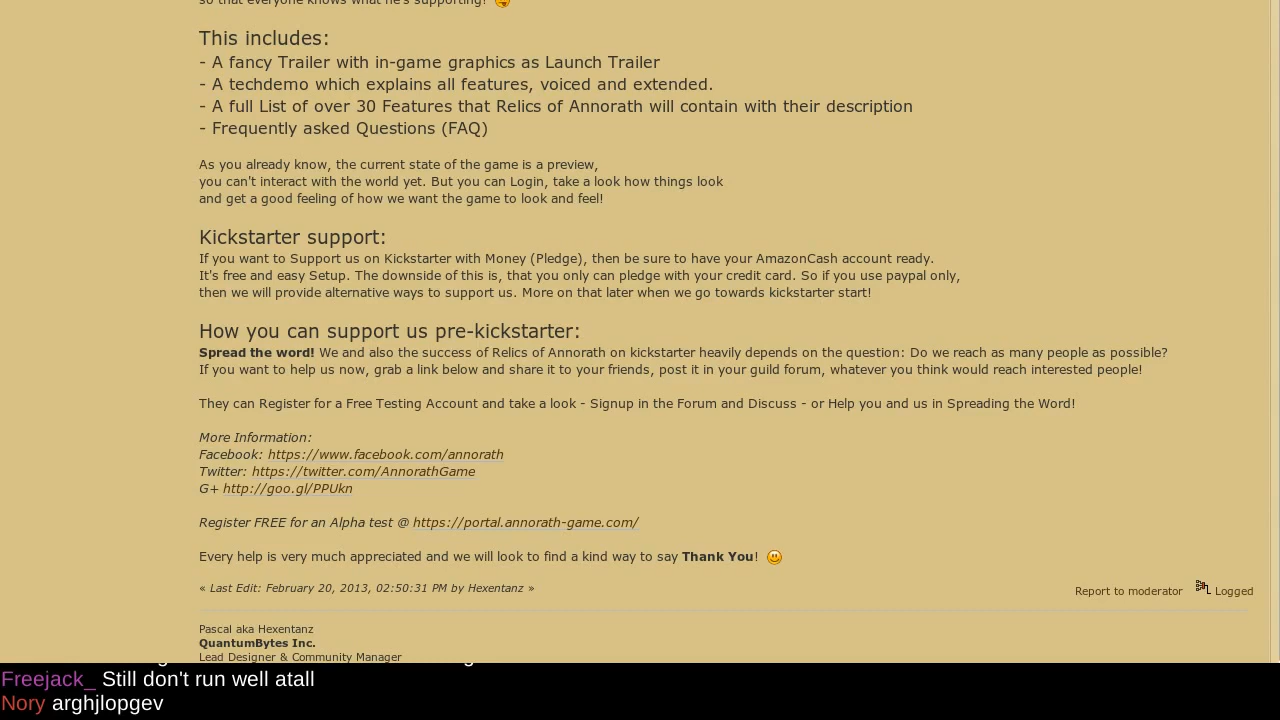 so that everyone knows what he's supporting!
This includes:
- A fancy Trailer with in-game graphics as Launch Trailer
- A techdemo which explains all features, voiced and extended.
- A full List of over 30 Features that Relics of Annorath will contain with their description
- Frequently asked Questions (FAQ)
As you already know, the current state of the game is a preview,
you can't interact with the world yet. But you can Login, take a look how things look
and get a good feeling of how we want the game to look and feel!
Kickstarter support:
If you want to Support us on Kickstarter with Money (Pledge), then be sure to have your AmazonCash account ready.
It's free and easy Setup. The downside of this is, that you only can pledge with your credit card. So if you use paypal only,
then we will provide alternative ways to support us. More on that later when we go towards kickstarter start!
How you can support us pre-kickstarter:
Spread the word! We and also the success of Relics of Annorath on kickstarter heavily depends on the question: Do we reach as many people as possible?
If you want to help us now, grab a link below and share it to your friends, post it in your guild forum, whatever you think would reach interested people!
They can Register for a Free Testing Account and take a look - Signup in the Forum and Discuss - or Help you and us in Spreading the Word!
More Information:
Facebook: https://www.facebook.com/annorath
Twitter: https://twitter.com/AnnorathGame
G+ http://goo.gl/PPUkn
Register FREE for an Alpha test @ https://portal.annorath-game.com/
Every help is very much appreciated and we will look to find a kind way to say Thank You!
« Last Edit: February 20, 2013, 02:50:31 PM by Hexentanz »
Report to moderator Logged
Pascal aka Hexentanz
QuantumBytes Inc.
Lead Designer & Community Manager
Freejack_ Still don't run well atall
Nory arghjlopgev